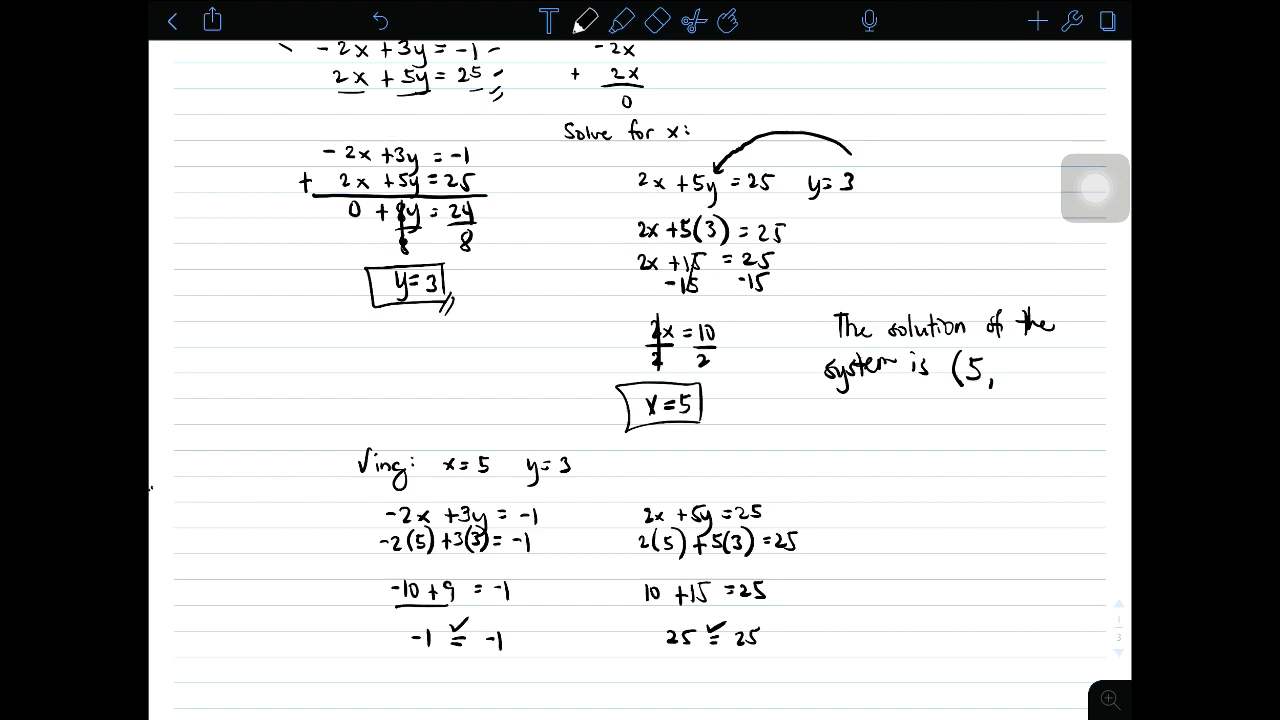 - 2x + 3y = -1
2x + 5y = 25
- 2x
+ 2x
0
- 2x + 3y = -1
+ 2x + 5y = 25
0 + 8y = 24
8 8
y = 3
Solve for x:
2x + 5y = 25 y = 3
2x + 5(3) = 25
2x + 15 = 25
-15 -15
2x = 10
2 2
x = 5
The solution of the
system is (5,
√ing: x = 5 y = 3
-2x + 3y = -1
-2(5) + 3(3) = -1
-10 + 9 = -1
-1 = -1
2x + 5y = 25
2(5) + 5(3) = 25
10 + 15 = 25
25 = 25
1
3